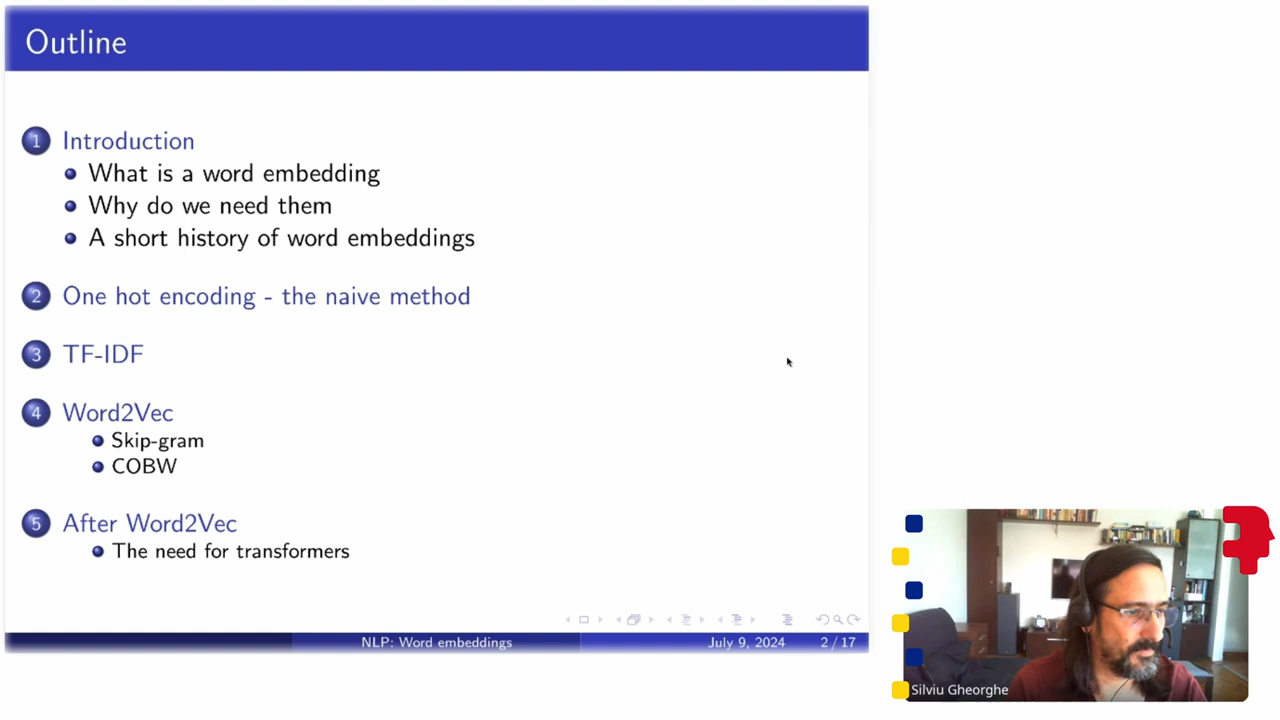 Outline
1 Introduction
What is a word embedding
Why do we need them
A short history of word embeddings
2 One hot encoding - the naive method
3 TF-IDF
4 Word2Vec
Skip-gram
COBW
5 After Word2Vec
The need for transformers
NLP: Word embeddings July 9, 2024 2 / 17
Silviu Gheorghe